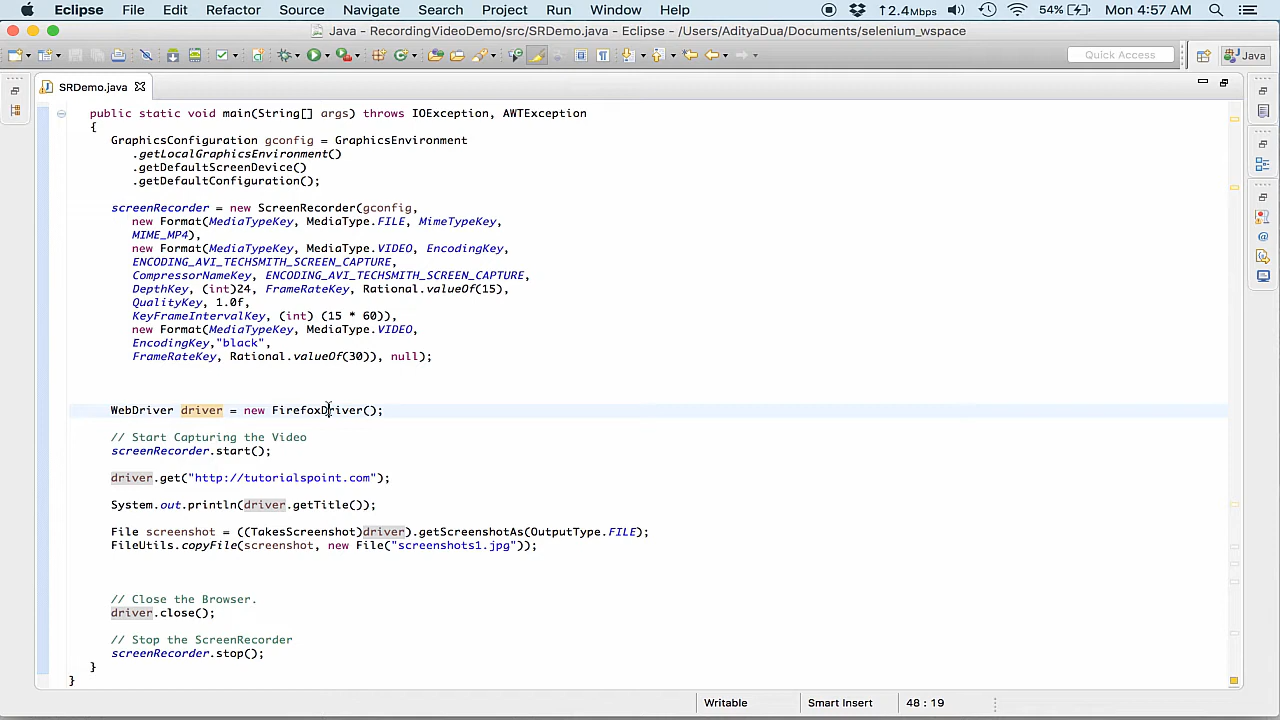 Eclipse File Edit Refactor Source Navigate Search Project Run Window Help 2.4Mbps 54% Mon 4:57 AM
Java - RecordingVideoDemo/src/SRDemo.java - Eclipse - /Users/AdityaDua/Documents/selenium_wspace
Quick Access Java
SRDemo.java
public static void main(String[] args) throws IOException, AWTException
{
GraphicsConfiguration gconfig = GraphicsEnvironment
.getLocalGraphicsEnvironment()
.getDefaultScreenDevice()
.getDefaultConfiguration();
screenRecorder = new ScreenRecorder(gconfig,
new Format(MediaTypeKey, MediaType.FILE, MimeTypeKey,
MIME_MP4),
new Format(MediaTypeKey, MediaType.VIDEO, EncodingKey,
ENCODING_AVI_TECHSMITH_SCREEN_CAPTURE,
CompressorNameKey, ENCODING_AVI_TECHSMITH_SCREEN_CAPTURE,
DepthKey, (int)24, FrameRateKey, Rational.valueOf(15),
QualityKey, 1.0f,
KeyFrameIntervalKey, (int) (15 * 60)),
new Format(MediaTypeKey, MediaType.VIDEO,
EncodingKey,"black",
FrameRateKey, Rational.valueOf(30)), null);
WebDriver driver = new FirefoxDriver();
// Start Capturing the Video
screenRecorder.start();
driver.get("http://tutorialspoint.com");
System.out.println(driver.getTitle());
File screenshot = ((TakesScreenshot)driver).getScreenshotAs(OutputType.FILE);
FileUtils.copyFile(screenshot, new File("screenshots1.jpg"));
// Close the Browser.
driver.close();
// Stop the ScreenRecorder
screenRecorder.stop();
}
}
Writable Smart Insert 48 : 19